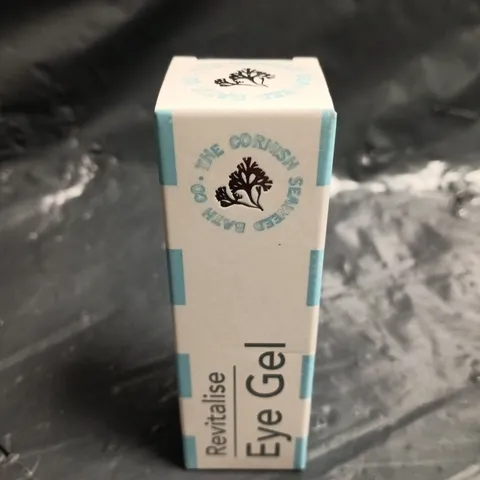 THE CORNISH SEAWEED BATH CO.
Revitalise
Eye Gel